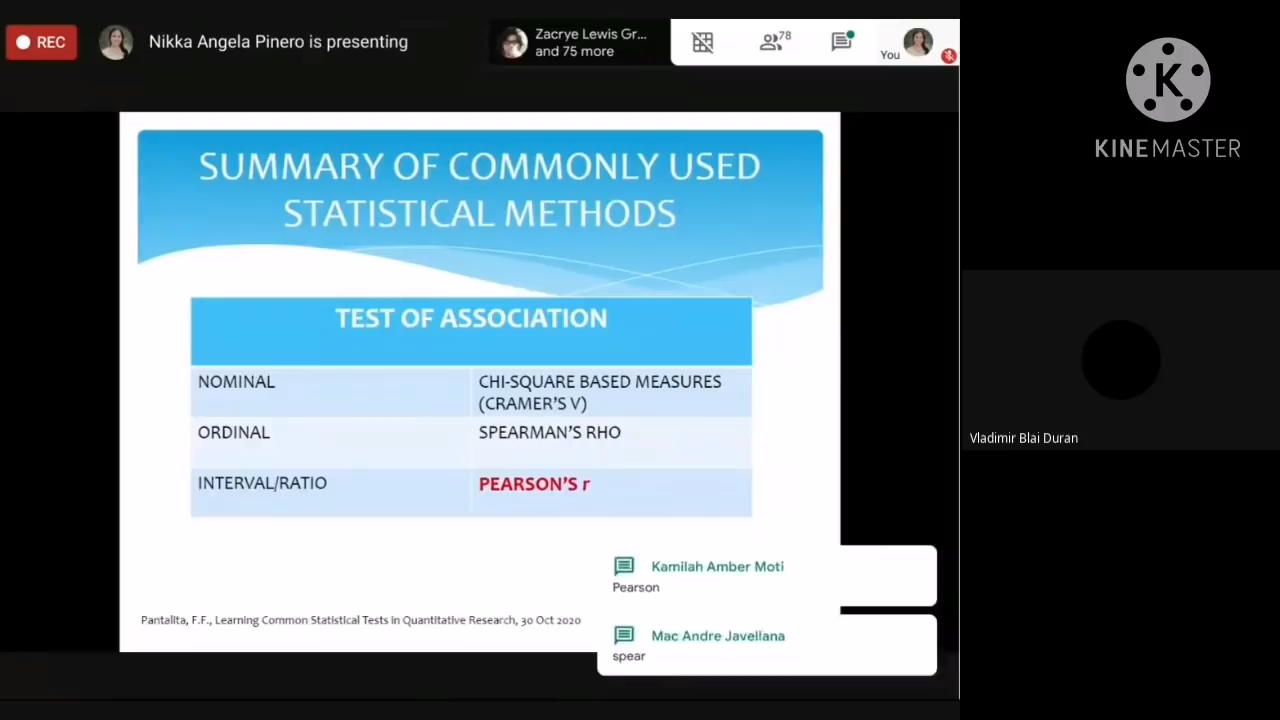 REC
Nikka Angela Pinero is presenting
Zacrye Lewis Gr...
and 75 more
78
You
K
KINEMASTER
SUMMARY OF COMMONLY USED
STATISTICAL METHODS
TEST OF ASSOCIATION
NOMINAL
CHI-SQUARE BASED MEASURES
(CRAMER'S V)
ORDINAL
SPEARMAN'S RHO
INTERVAL/RATIO
PEARSON'S r
Vladimir Blai Duran
Kamilah Amber Moti
Pearson
Pantalita, F.F., Learning Common Statistical Tests in Quantitative Research, 30 Oct 2020
Mac Andre Javellana
spear